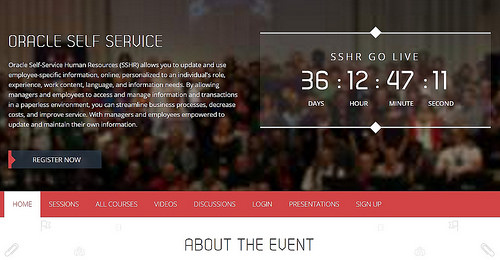 ORACLE SELF SERVICE
Oracle Self-Service Human Resources (SSHR) allows you to update and use
employee-specific information, online, personalized to an individual's role,
experience, work content, language, and information needs. By allowing
managers and employees to access and manage information and transactions
in a paperless environment, you can streamline business processes, decrease
costs, and improve service. With managers and employees empowered to
update and maintain their own information.
REGISTER NOW
SSHR GO LIVE
36 : 12 : 47 : 11
DAYS HOUR MINUTE SECOND
HOME SESSIONS ALL COURSES VIDEOS DISCUSSIONS LOGIN PRESENTATIONS SIGN UP
ABOUT THE EVENT